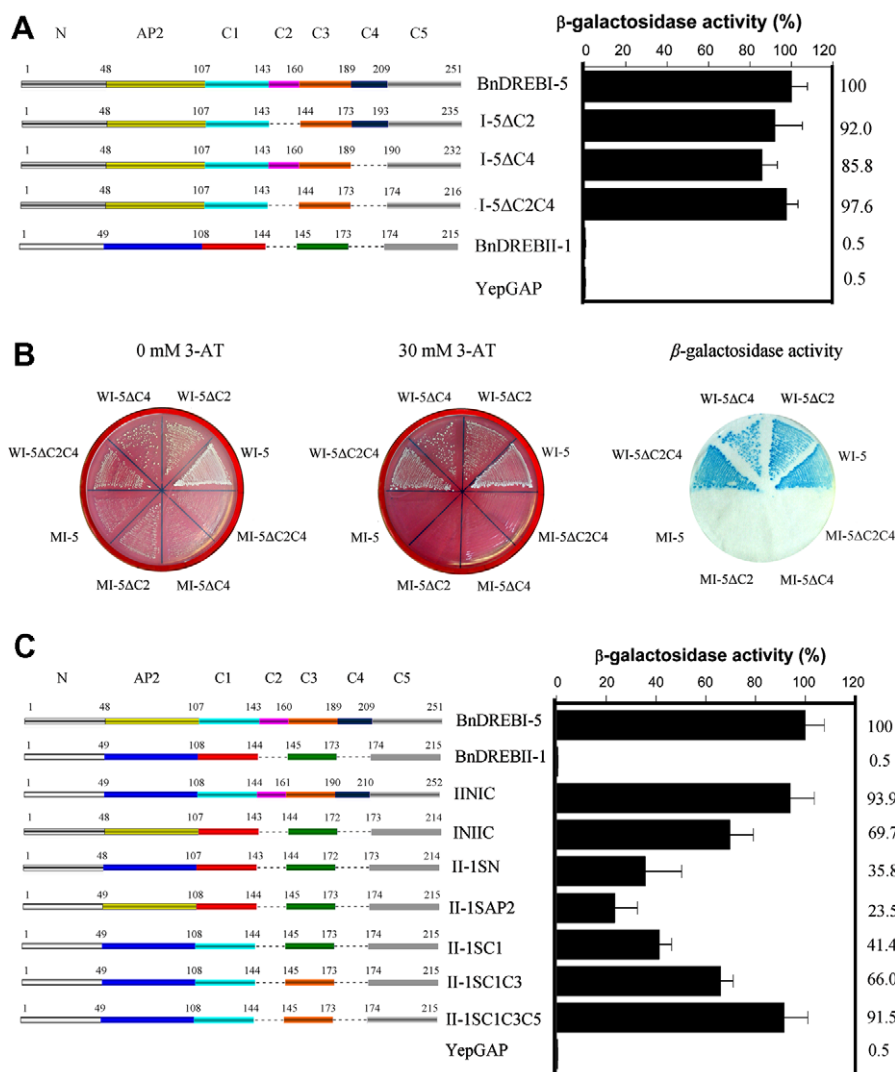 A
N AP2 C1 C2 C3 C4 C5
β-galactosidase activity (%)
0 20 40 60 80 100 120
1 48 107 143 160 189 209 251
BnDREBI-5
100
1 48 107 143 144 173 193 235
I-5ΔC2
92.0
1 48 107 143 160 189 190 232
I-5ΔC4
85.8
1 48 107 143 144 173 174 216
I-5ΔC2C4
97.6
1 49 108 144 145 173 174 215
BnDREBII-1
0.5
YepGAP
0.5
B
0 mM 3-AT
30 mM 3-AT
β-galactosidase activity
WI-5ΔC4 WI-5ΔC2
WI-5ΔC2C4 WI-5
MI-5 MI-5ΔC2C4
MI-5ΔC2 MI-5ΔC4
WI-5ΔC4 WI-5ΔC2
WI-5ΔC2C4 WI-5
MI-5 MI-5ΔC2C4
MI-5ΔC2 MI-5ΔC4
WI-5ΔC4 WI-5ΔC2
WI-5ΔC2C4 WI-5
MI-5 MI-5ΔC2C4
MI-5ΔC2 MI-5ΔC4
C
N AP2 C1 C2 C3 C4 C5
β-galactosidase activity (%)
0 20 40 60 80 100 120
1 48 107 143 160 189 209 251
BnDREBI-5
100
1 49 108 144 145 173 174 215
BnDREBII-1
0.5
1 49 108 144 161 190 210 252
IINIC
93.9
1 48 107 143 144 172 173 214
INIIC
69.7
1 48 107 143 144 172 173 214
II-1SN
35.8
1 49 108 144 145 173 174 215
II-1SAP2
23.5
1 49 108 144 145 173 174 215
II-1SC1
41.4
1 49 108 144 145 173 174 215
II-1SC1C3
66.0
1 49 108 144 145 173 174 215
II-1SC1C3C5
91.5
YepGAP
0.5